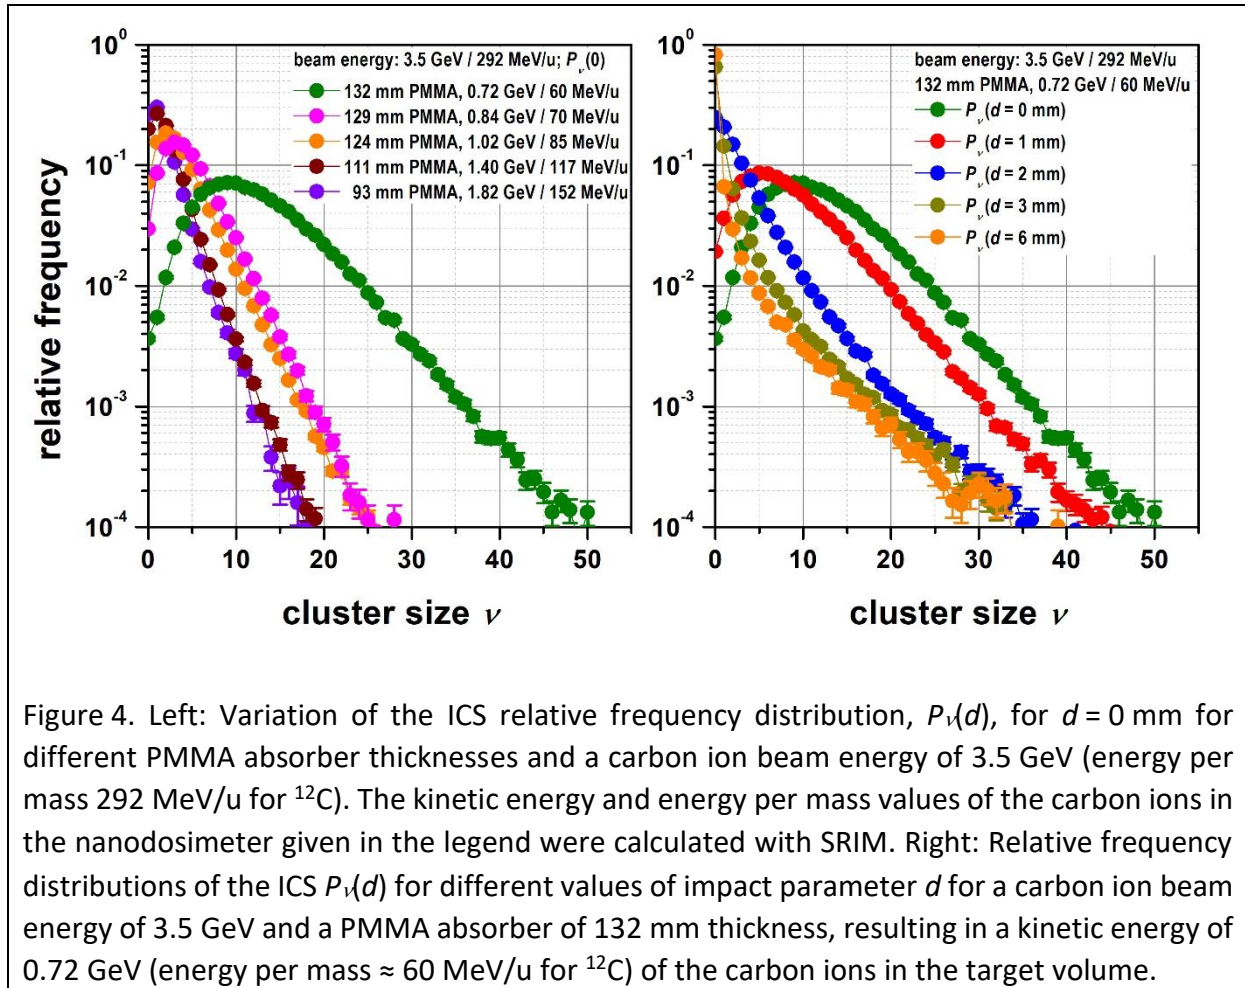 beam energy: 3.5 GeV / 292 MeV/u; Pν(0)
132 mm PMMA, 0.72 GeV / 60 MeV/u
129 mm PMMA, 0.84 GeV / 70 MeV/u
124 mm PMMA, 1.02 GeV / 85 MeV/u
111 mm PMMA, 1.40 GeV / 117 MeV/u
93 mm PMMA, 1.82 GeV / 152 MeV/u
10^0
10^-1
10^-2
10^-3
10^-4
relative frequency
0 10 20 30 40 50
cluster size ν
beam energy: 3.5 GeV / 292 MeV/u
132 mm PMMA, 0.72 GeV / 60 MeV/u
Pν(d = 0 mm)
Pν(d = 1 mm)
Pν(d = 2 mm)
Pν(d = 3 mm)
Pν(d = 6 mm)
10^0
10^-1
10^-2
10^-3
10^-4
0 10 20 30 40 50
cluster size ν
Figure 4. Left: Variation of the ICS relative frequency distribution, Pν(d), for d = 0 mm for
different PMMA absorber thicknesses and a carbon ion beam energy of 3.5 GeV (energy per
mass 292 MeV/u for ¹²C). The kinetic energy and energy per mass values of the carbon ions in
the nanodosimeter given in the legend were calculated with SRIM. Right: Relative frequency
distributions of the ICS Pν(d) for different values of impact parameter d for a carbon ion beam
energy of 3.5 GeV and a PMMA absorber of 132 mm thickness, resulting in a kinetic energy of
0.72 GeV (energy per mass ≈ 60 MeV/u for ¹²C) of the carbon ions in the target volume.